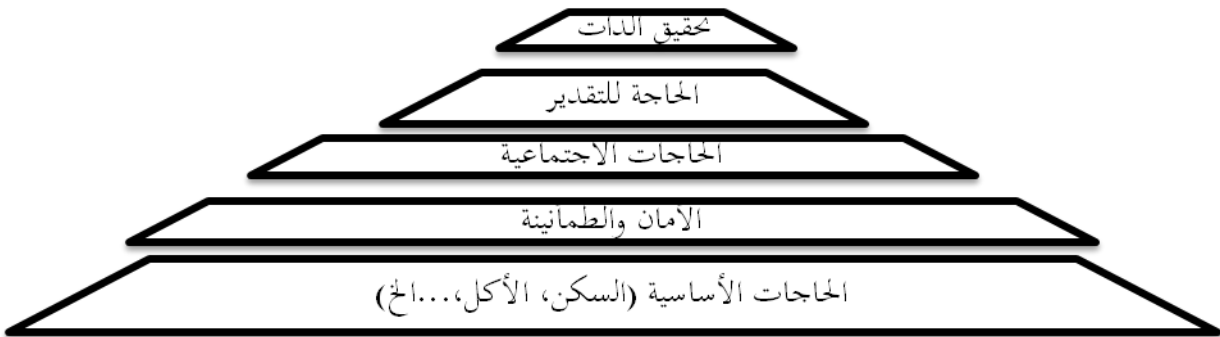 تحقيق الذات
الحاجة للتقدير
الحاجات الاجتماعية
الأمان والطمأنينة
الحاجات الأساسية (السكن، الأكل،...الخ)